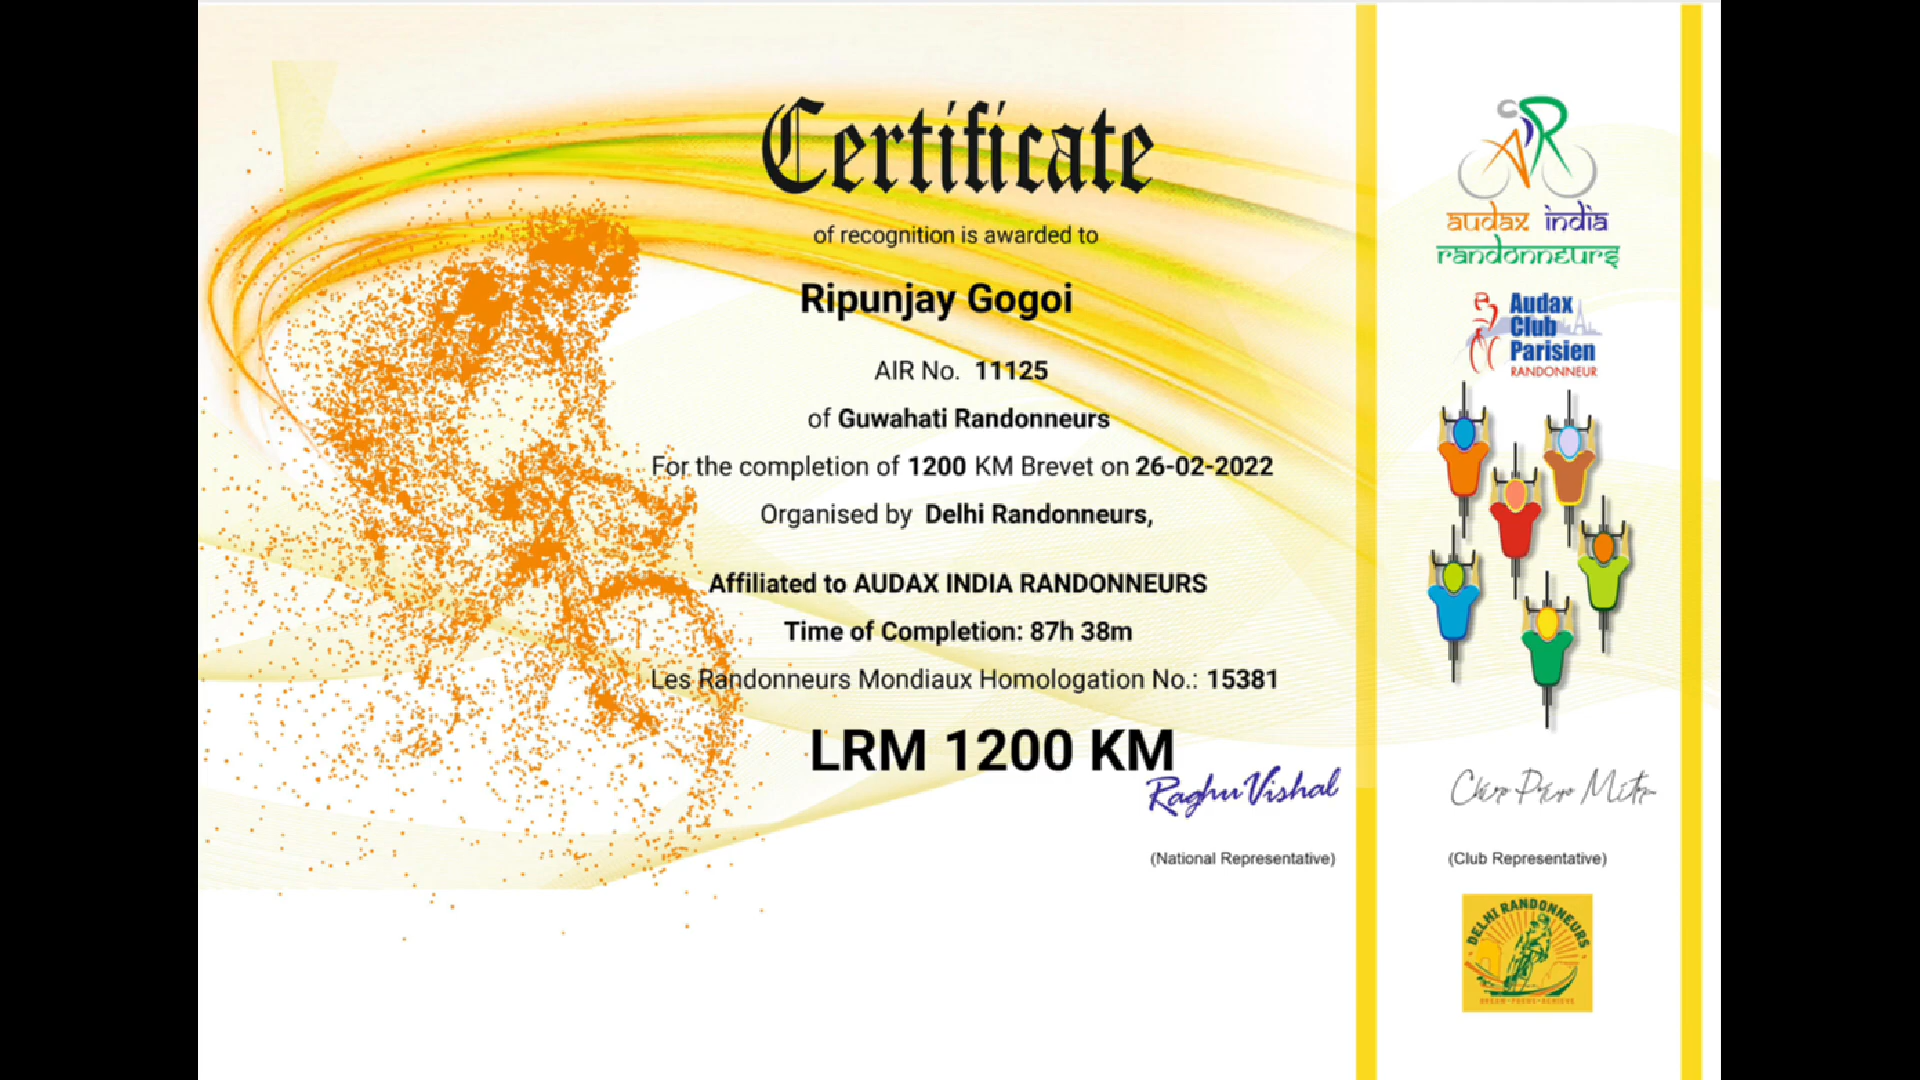 Certificate
of recognition is awarded to
Ripunjay Gogoi
AIR No. 11125
of Guwahati Randonneurs
For the completion of 1200 KM Brevet on 26-02-2022
Organised by Delhi Randonneurs,
Affiliated to AUDAX INDIA RANDONNEURS
Time of Completion: 87h 38m
Les Randonneurs Mondiaux Homologation No.: 15381
LRM 1200 KM
Raghu Vishal
(National Representative)
audax india
randonneurs
Audax
Club
Parisien
RANDONNEUR
(Club Representative)
DELHI RANDONNEURS